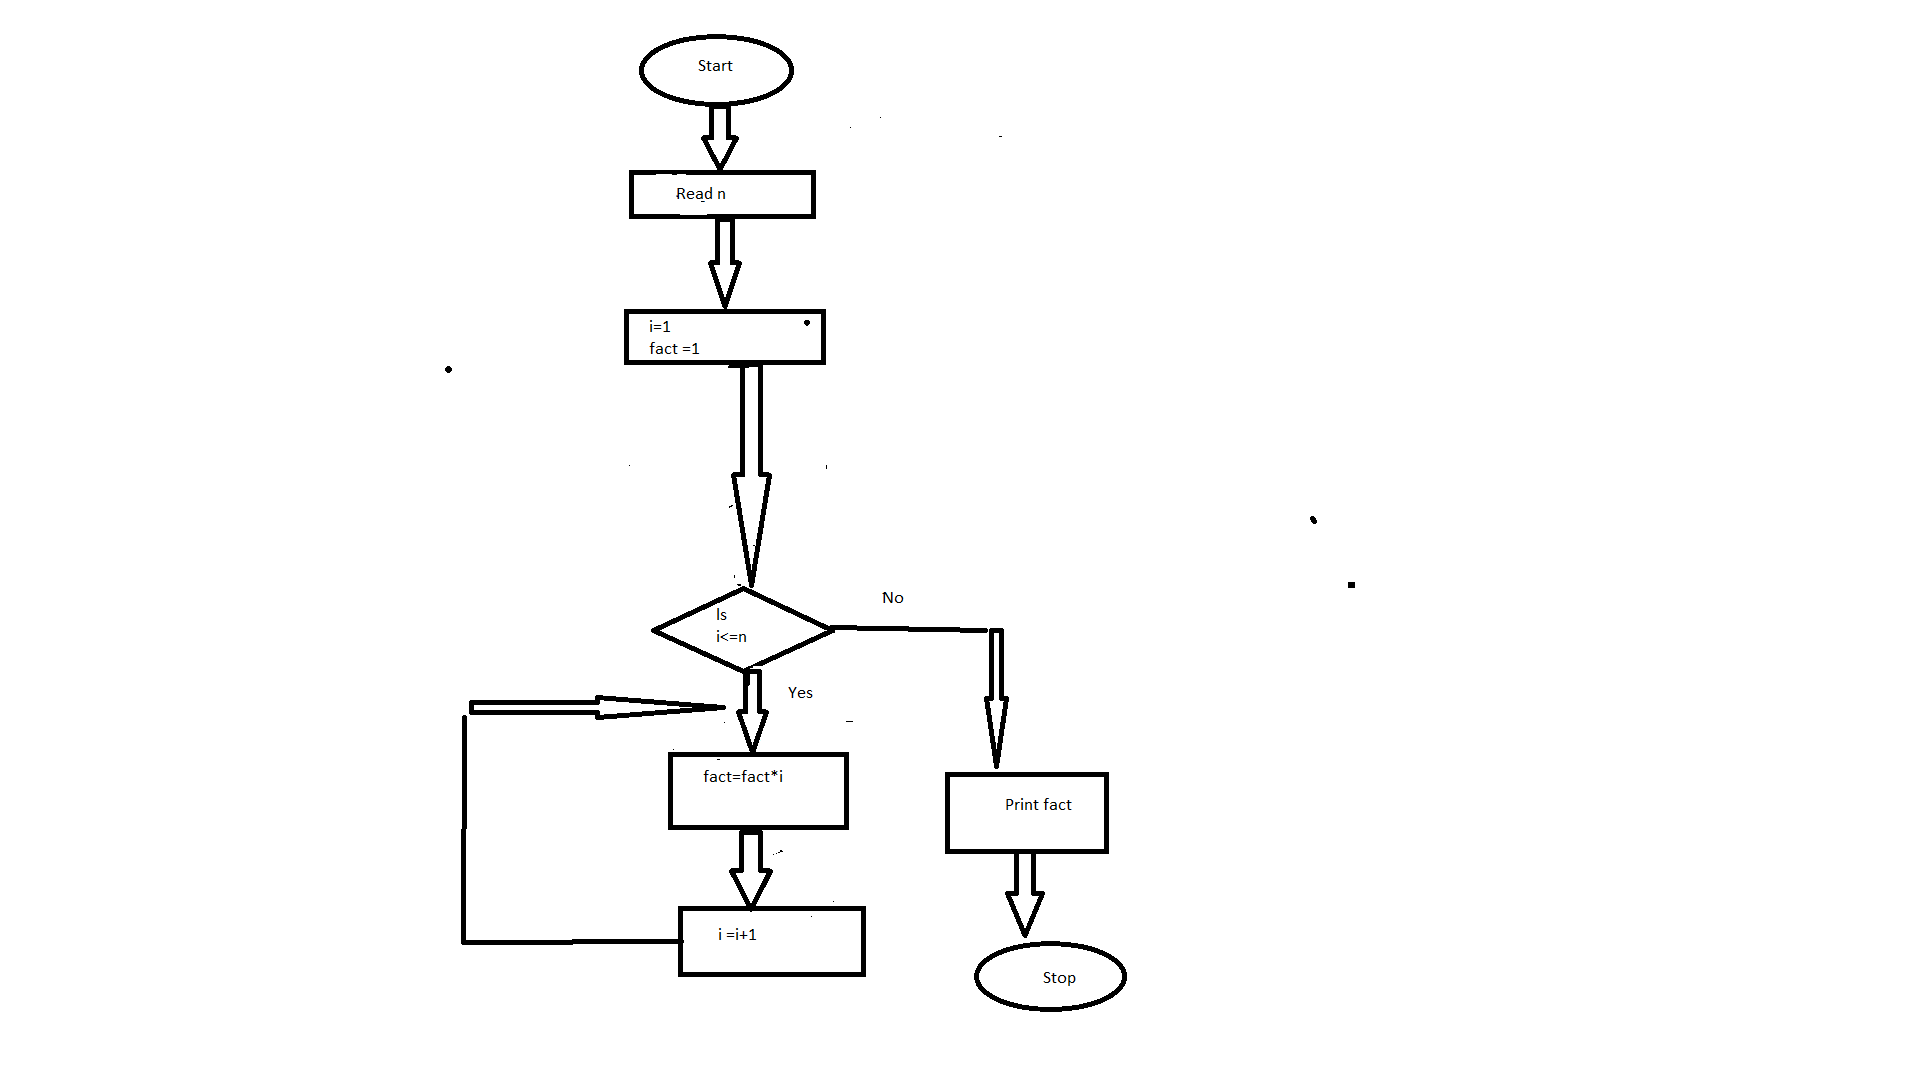 Start
Read n
i=1
fact =1
Is
i<=n
No
Yes
fact=fact*i
Print fact
i =i+1
Stop